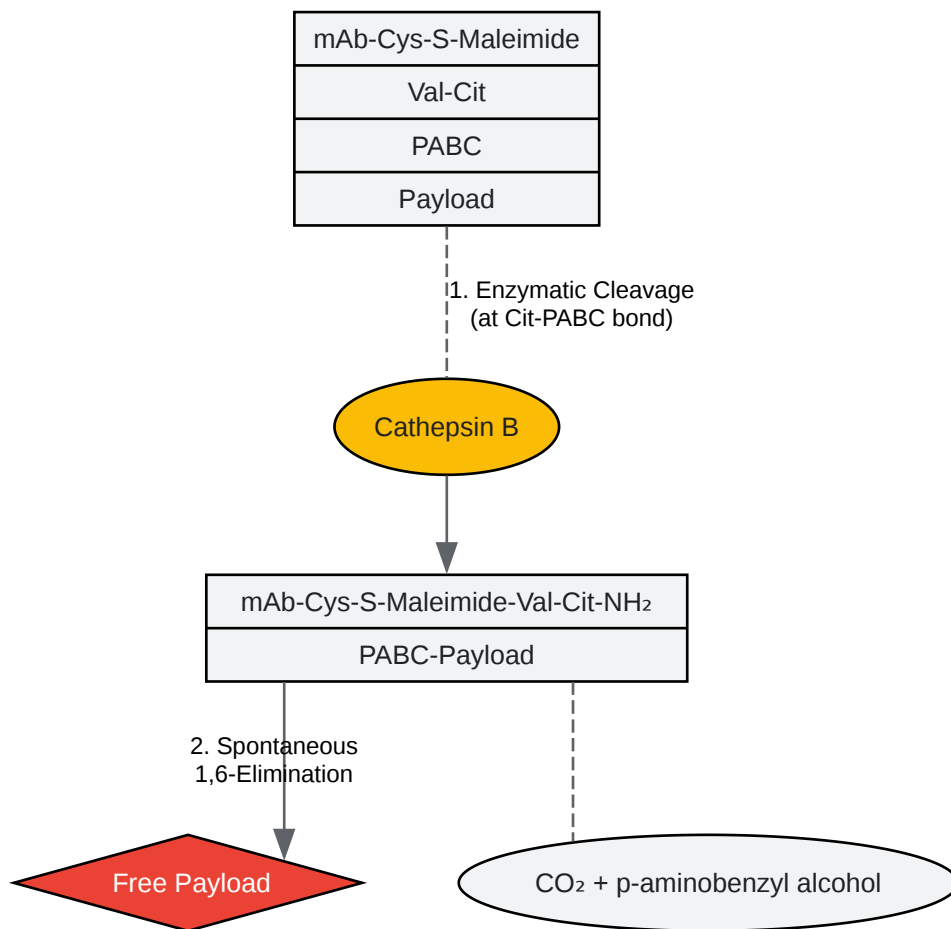 mAb-Cys-S-Maleimide
Val-Cit
PABC
Payload
1. Enzymatic Cleavage
(at Cit-PABC bond)
Cathepsin B
mAb-Cys-S-Maleimide-Val-Cit-NH₂
PABC-Payload
2. Spontaneous
1,6-Elimination
Free Payload
CO₂ + p-aminobenzyl alcohol